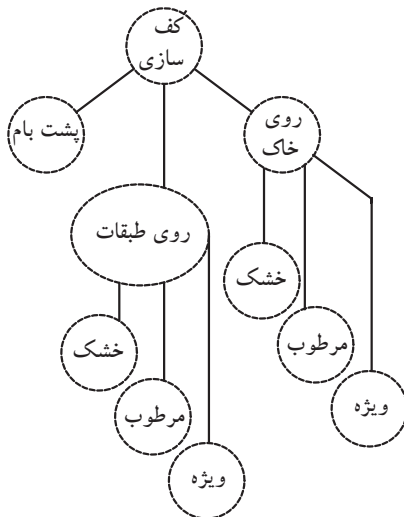 کف
سازی
روی
خاک
پشت بام
روی طبقات
خشک
مرطوب
ویژه
خشک
مرطوب
ویژه